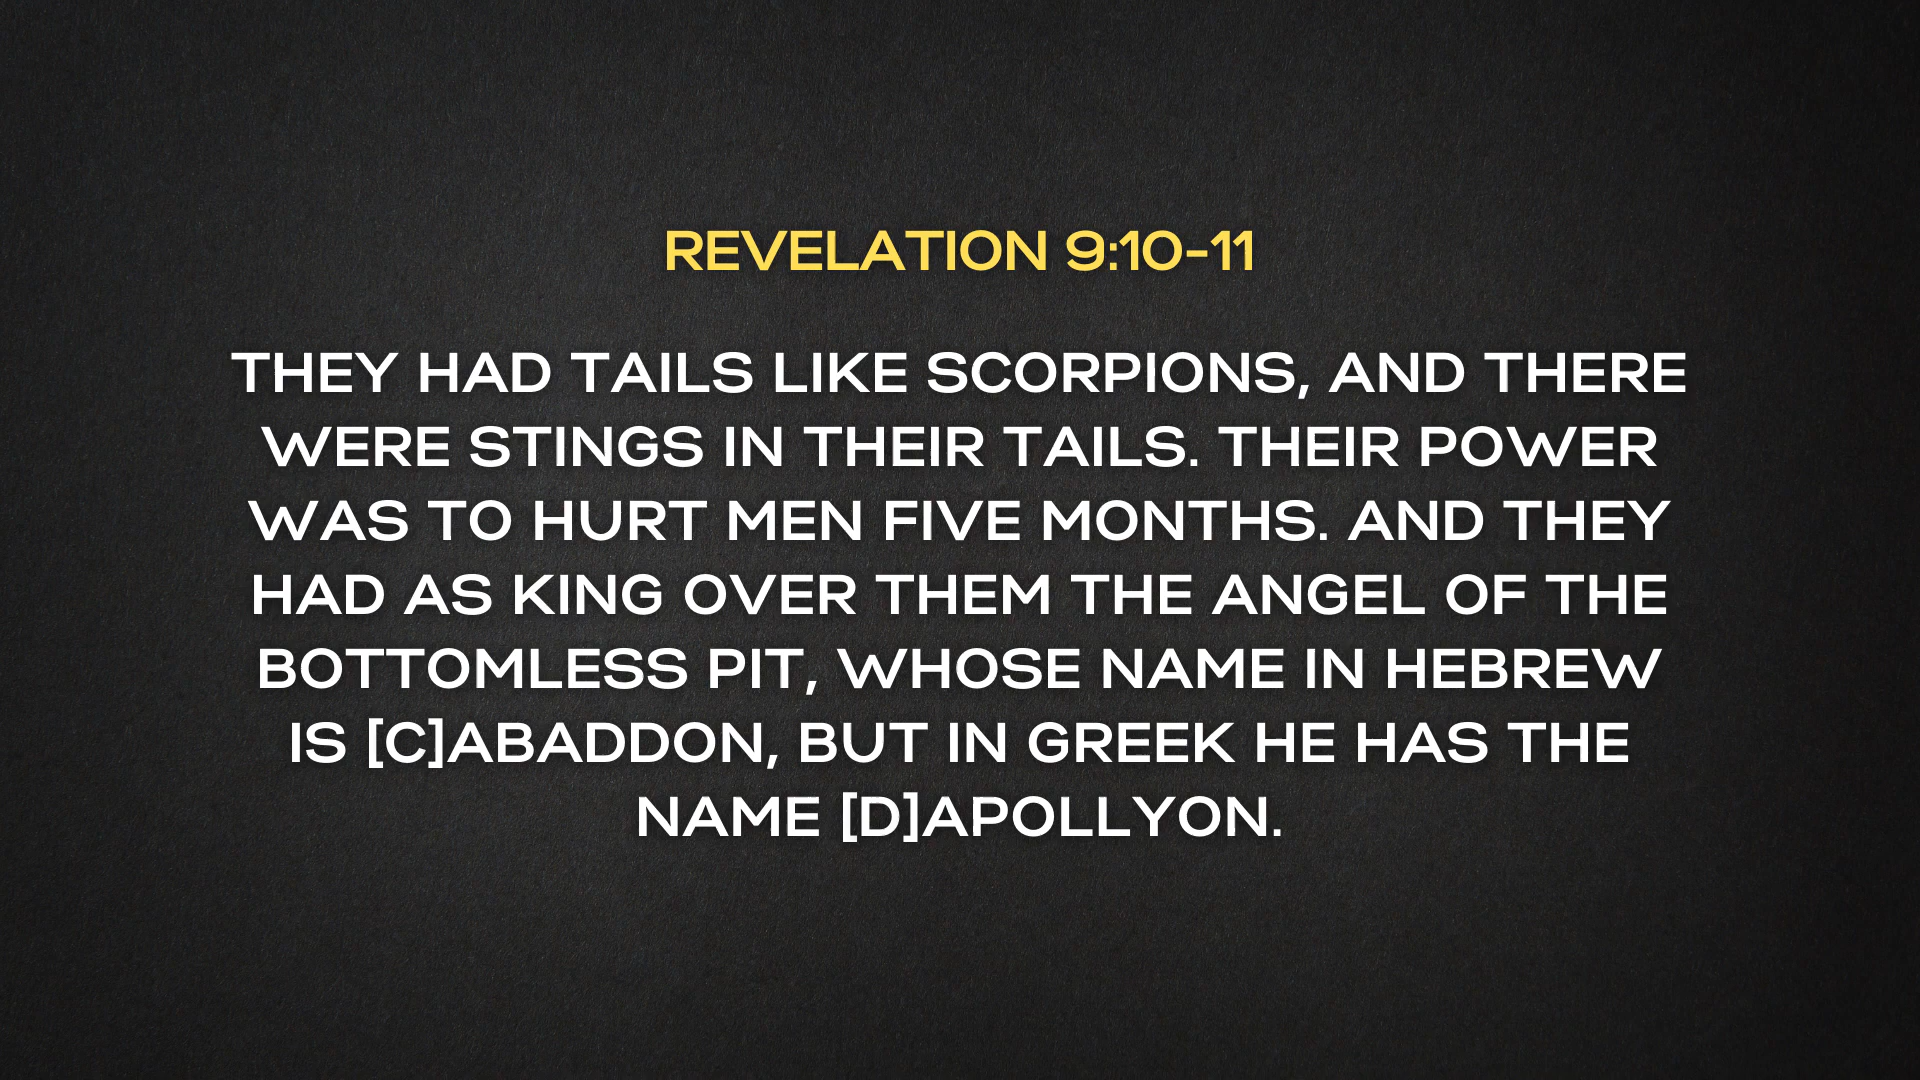 REVELATION 9:10-11
THEY HAD TAILS LIKE SCORPIONS, AND THERE
WERE STINGS IN THEIR TAILS. THEIR POWER
WAS TO HURT MEN FIVE MONTHS. AND THEY
HAD AS KING OVER THEM THE ANGEL OF THE
BOTTOMLESS PIT, WHOSE NAME IN HEBREW
IS [C]ABADDON, BUT IN GREEK HE HAS THE
NAME [D]APOLLYON.